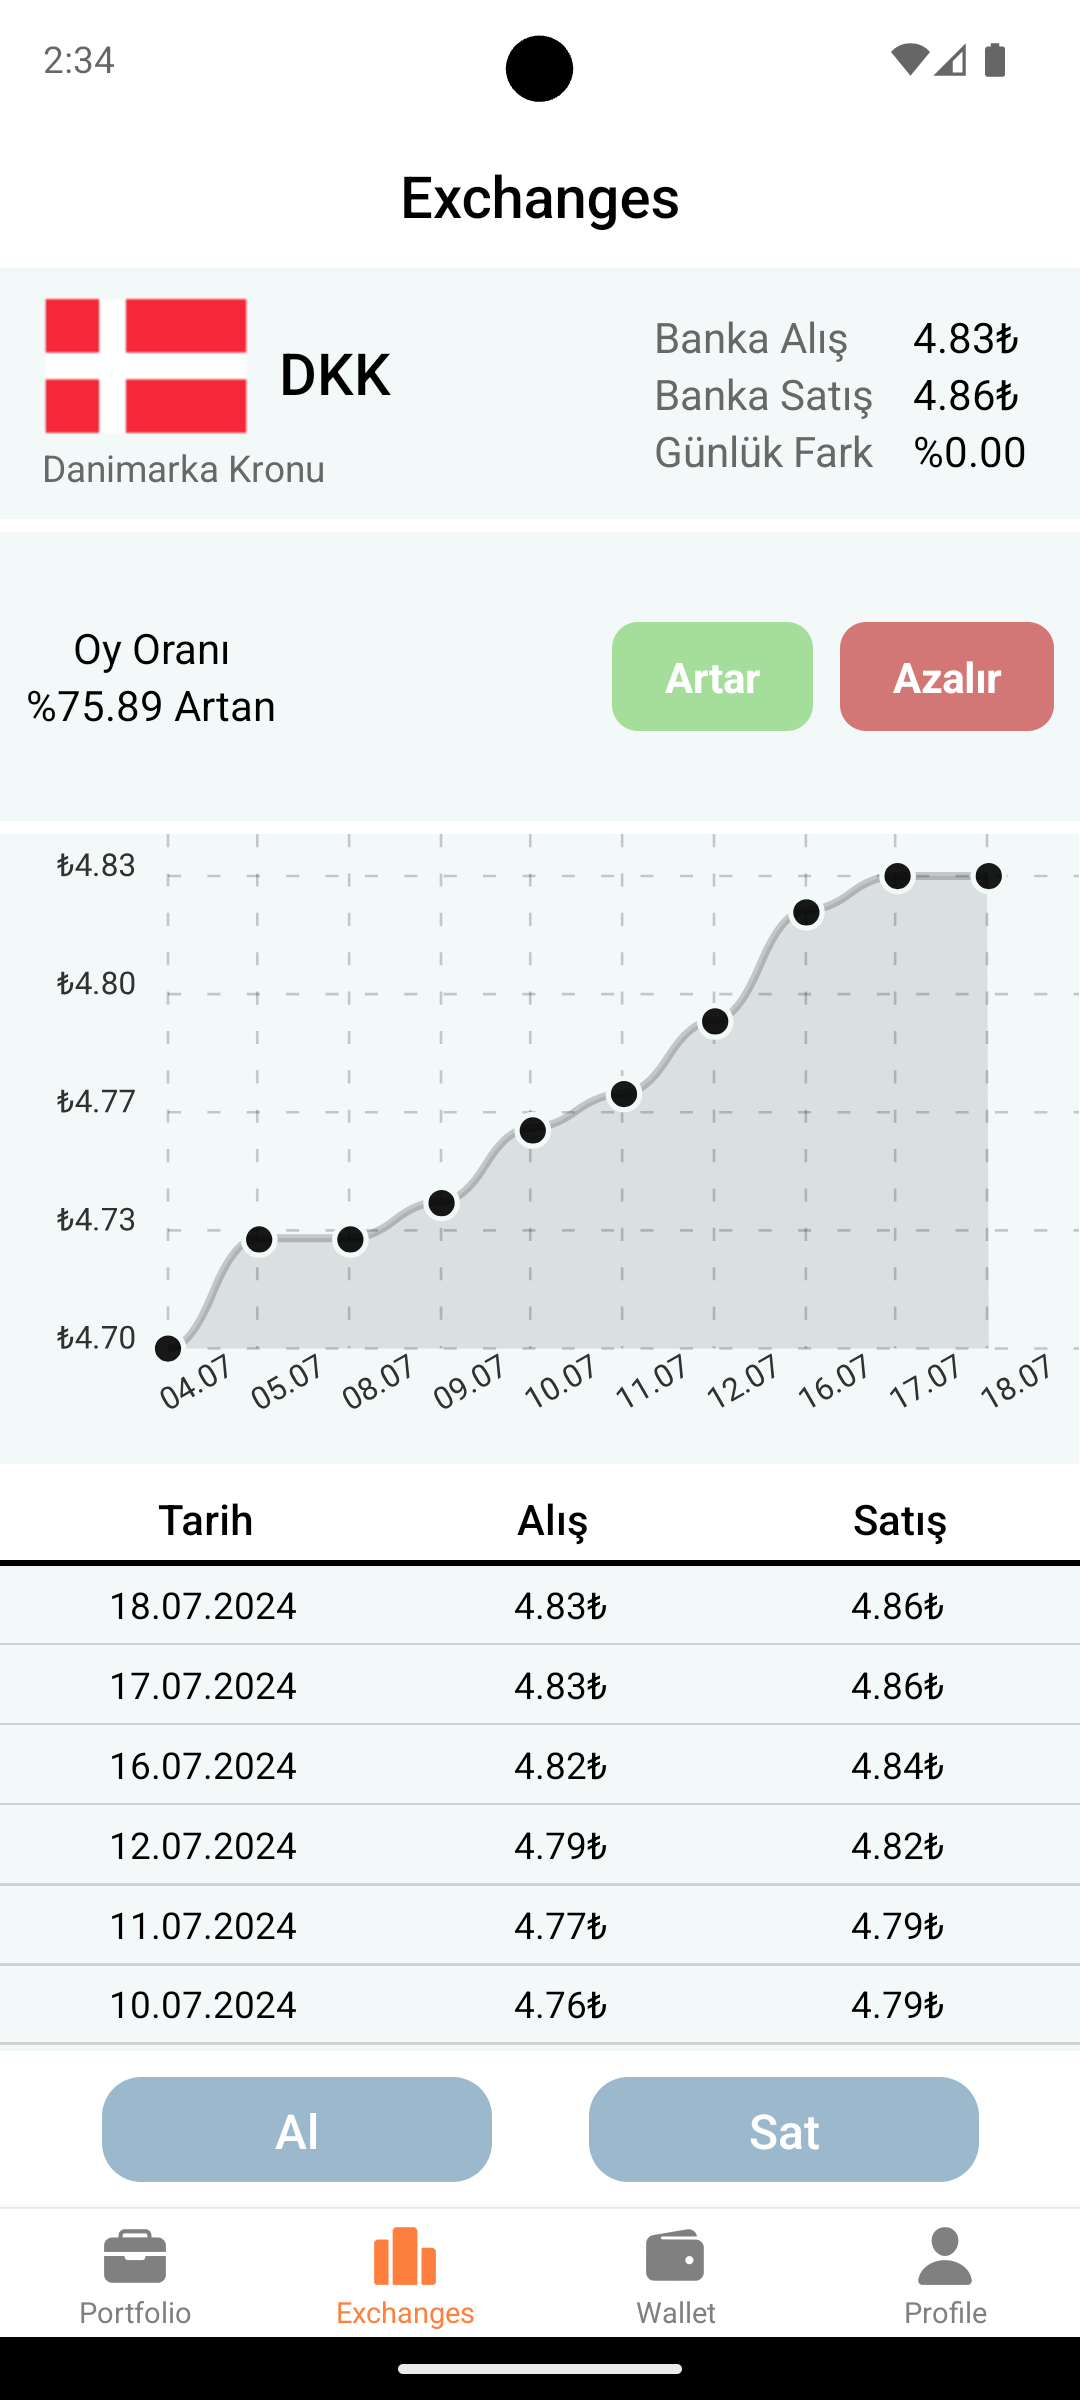 2:34
Exchanges
DKK
Danimarka Kronu
Banka Alış 4.83₺
Banka Satış 4.86₺
Günlük Fark %0.00
Oy Oranı
%75.89 Artan
Artar
Azalır
₺4.83
₺4.80
₺4.77
₺4.73
₺4.70
04.07 05.07 08.07 09.07 10.07 11.07 12.07 16.07 17.07 18.07
Tarih Alış Satış
18.07.2024 4.83₺ 4.86₺
17.07.2024 4.83₺ 4.86₺
16.07.2024 4.82₺ 4.84₺
12.07.2024 4.79₺ 4.82₺
11.07.2024 4.77₺ 4.79₺
10.07.2024 4.76₺ 4.79₺
Al Sat
Portfolio Exchanges Wallet Profile